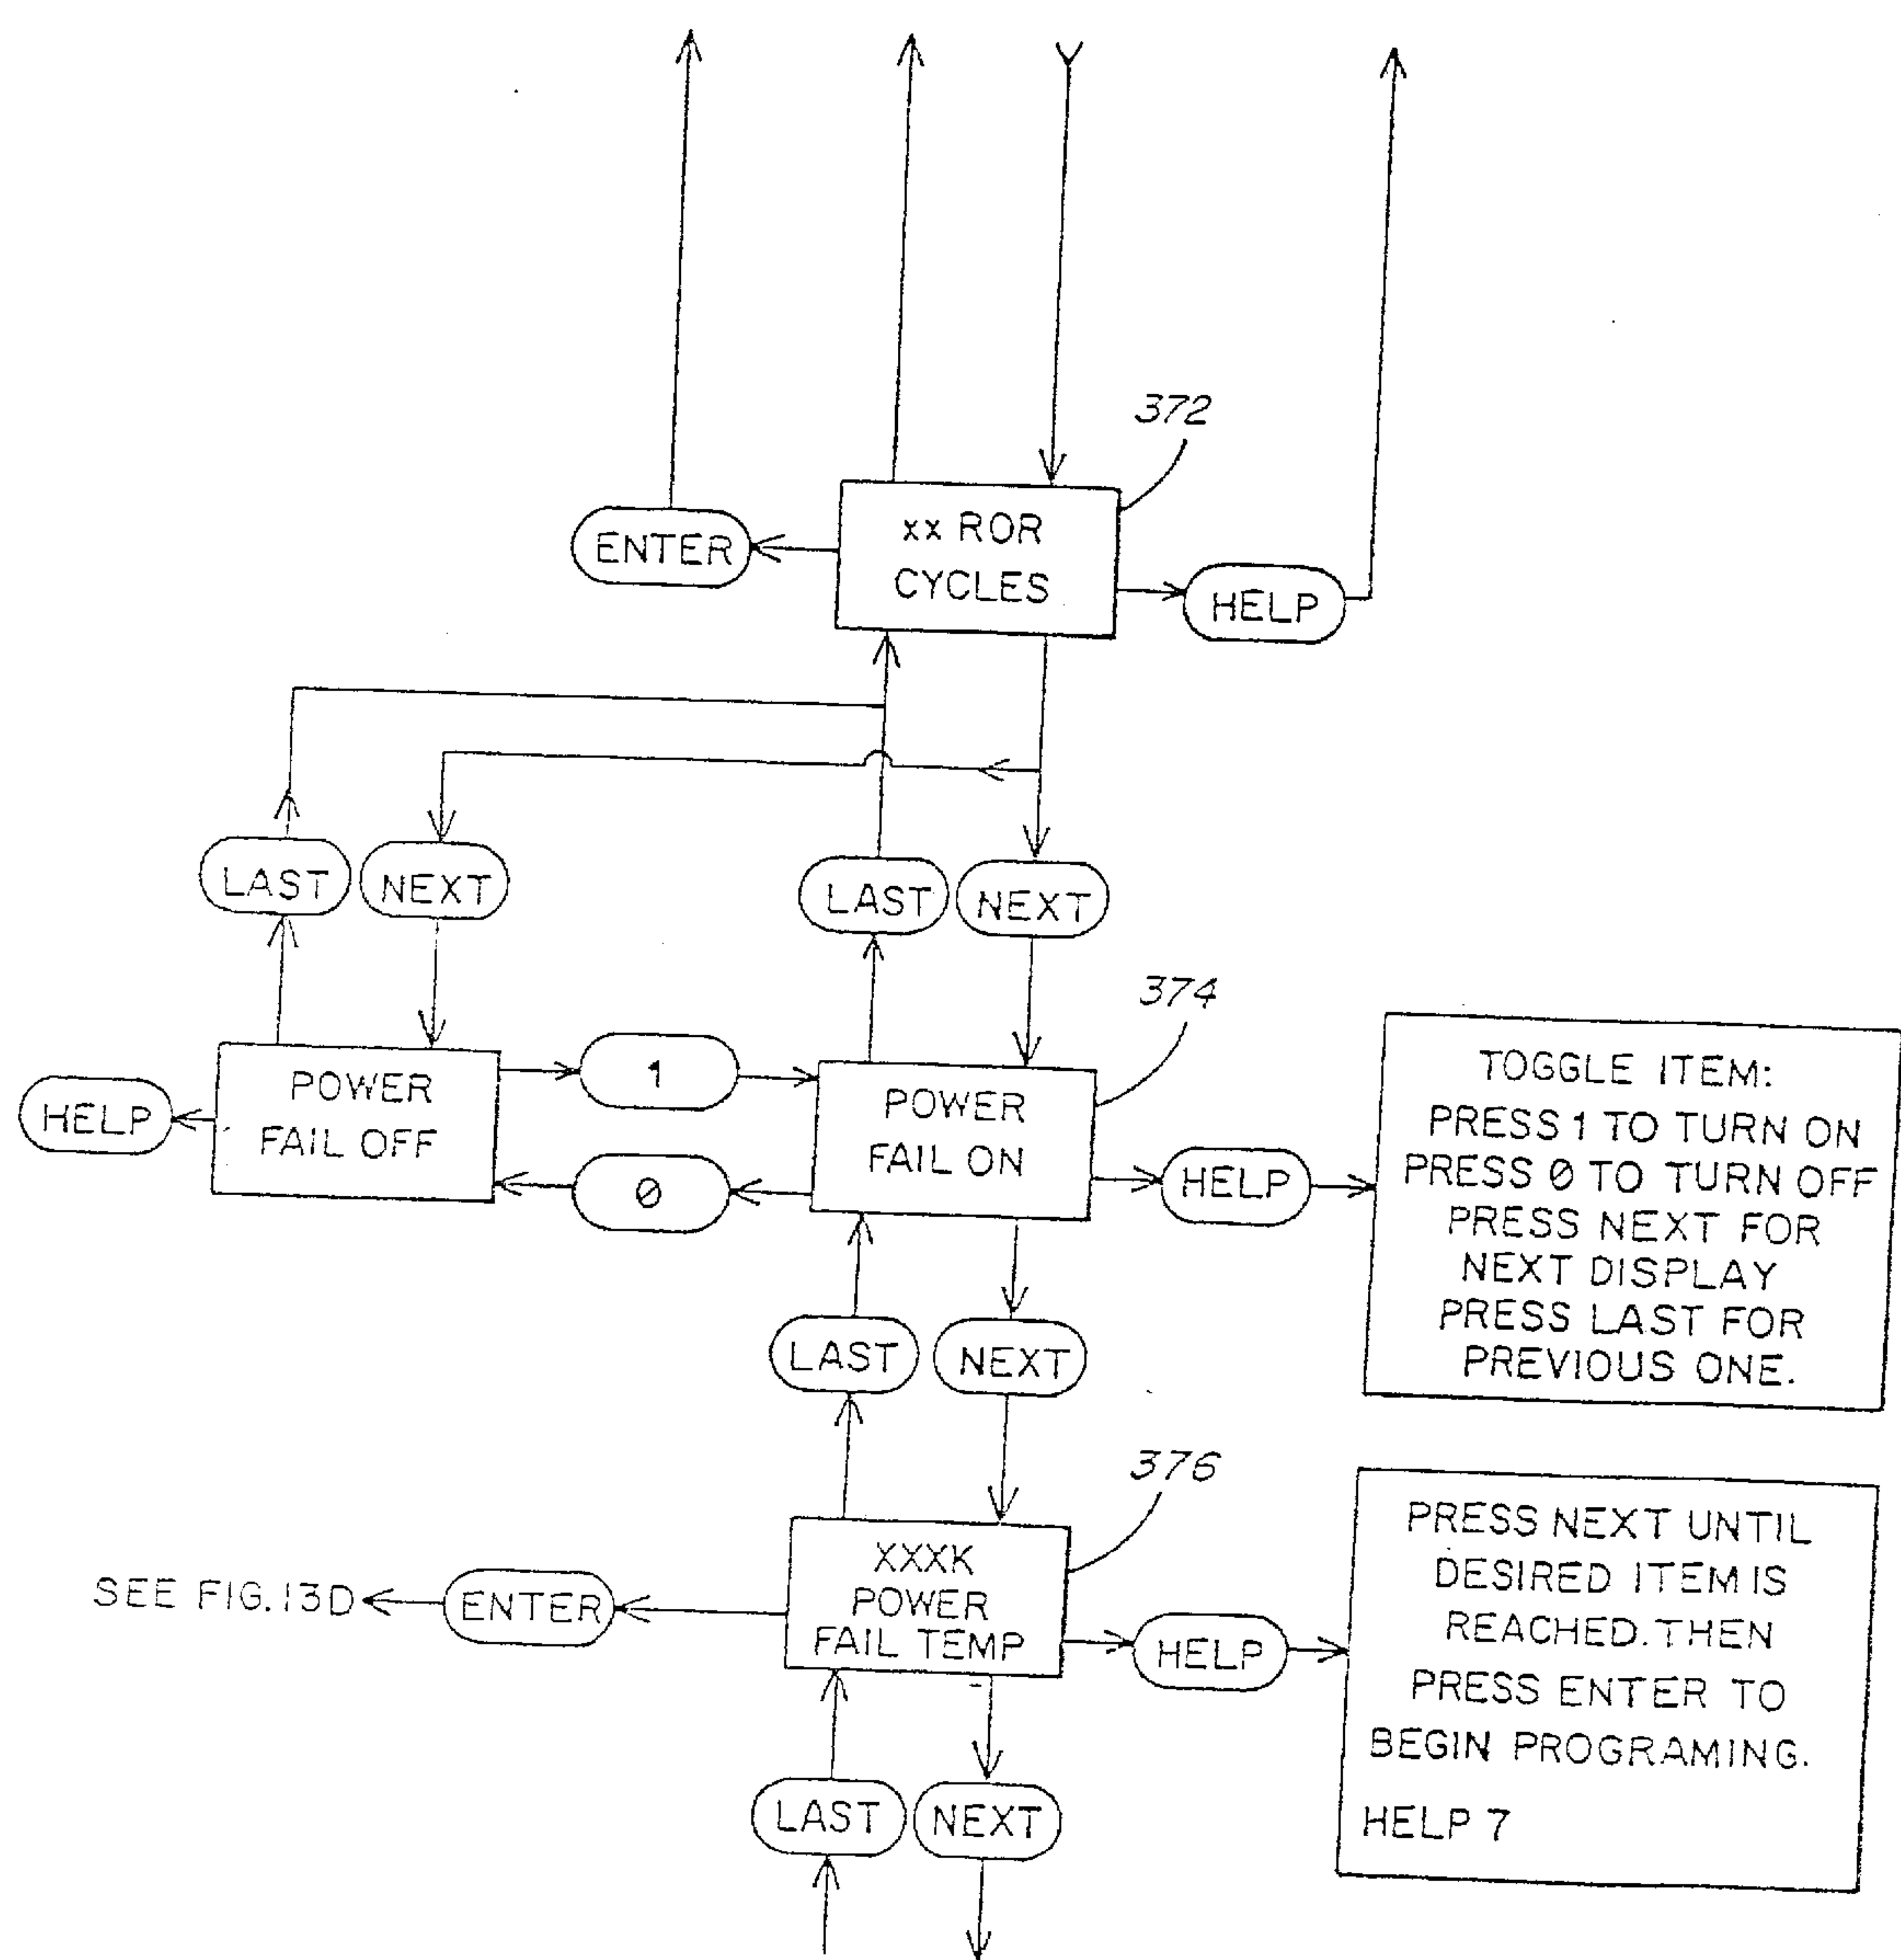 372
xx ROR
CYCLES
ENTER
HELP
LAST
NEXT
LAST
NEXT
374
POWER
FAIL OFF
HELP
1
0
POWER
FAIL ON
HELP
TOGGLE ITEM:
PRESS 1 TO TURN ON
PRESS 0 TO TURN OFF
PRESS NEXT FOR
NEXT DISPLAY
PRESS LAST FOR
PREVIOUS ONE.
LAST
NEXT
376
XXXK
POWER
FAIL TEMP
SEE FIG.13D
ENTER
HELP
PRESS NEXT UNTIL
DESIRED ITEM IS
REACHED. THEN
PRESS ENTER TO
BEGIN PROGRAMING.
HELP 7
LAST
NEXT